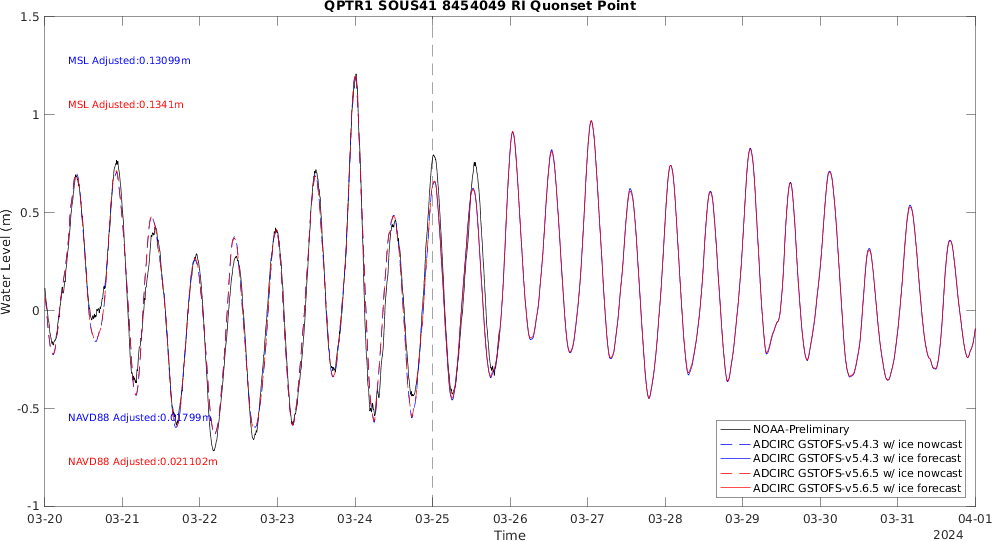 QPTR1 SOUS41 8454049 RI Quonset Point
1.5
1
0.5
0
-0.5
-1
Water Level (m)
MSL Adjusted:0.13099m
MSL Adjusted:0.1341m
NAVD88 Adjusted:0.01799m
NAVD88 Adjusted:0.021102m
NOAA-Preliminary
ADCIRC GSTOFS-v5.4.3 w/ ice nowcast
ADCIRC GSTOFS-v5.4.3 w/ ice forecast
ADCIRC GSTOFS-v5.6.5 w/ ice nowcast
ADCIRC GSTOFS-v5.6.5 w/ ice forecast
03-20 03-21 03-22 03-23 03-24 03-25 03-26 03-27 03-28 03-29 03-30 03-31 04-01
Time
2024